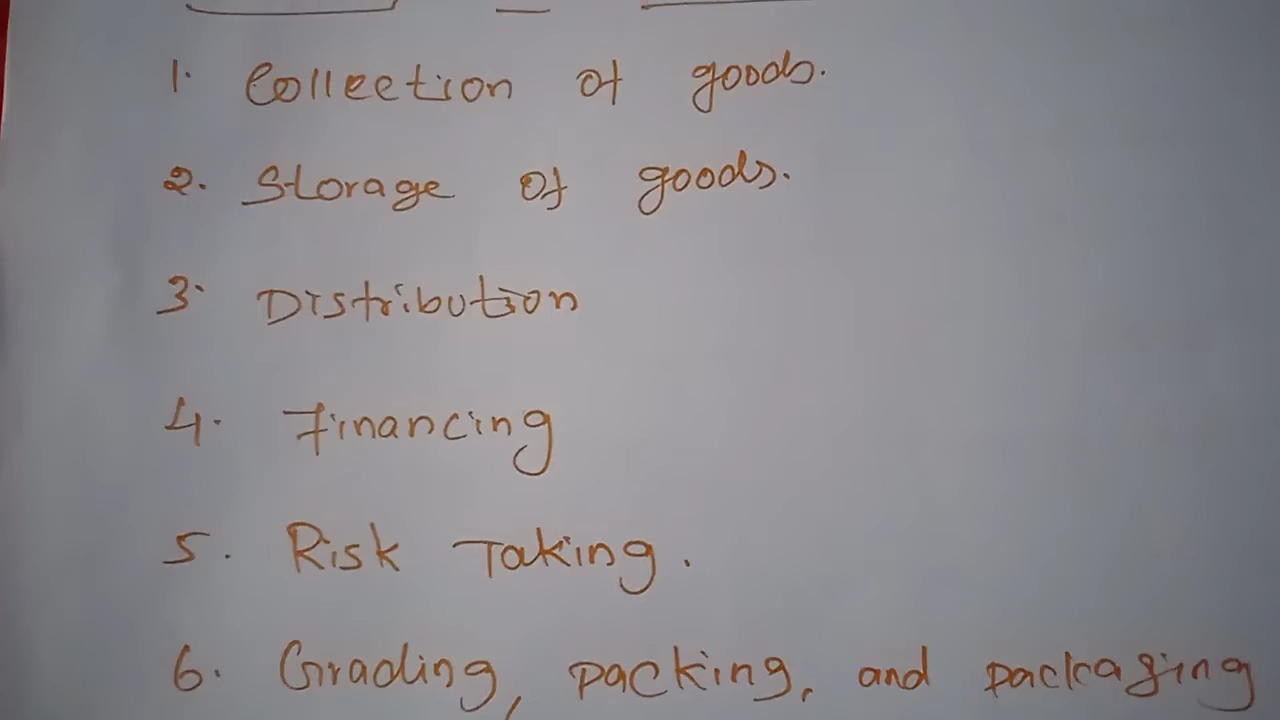 1. Collection of goods.
2. Storage of goods.
3. Distribution
4. Financing
5. Risk Taking.
6. Grading, packing, and packaging